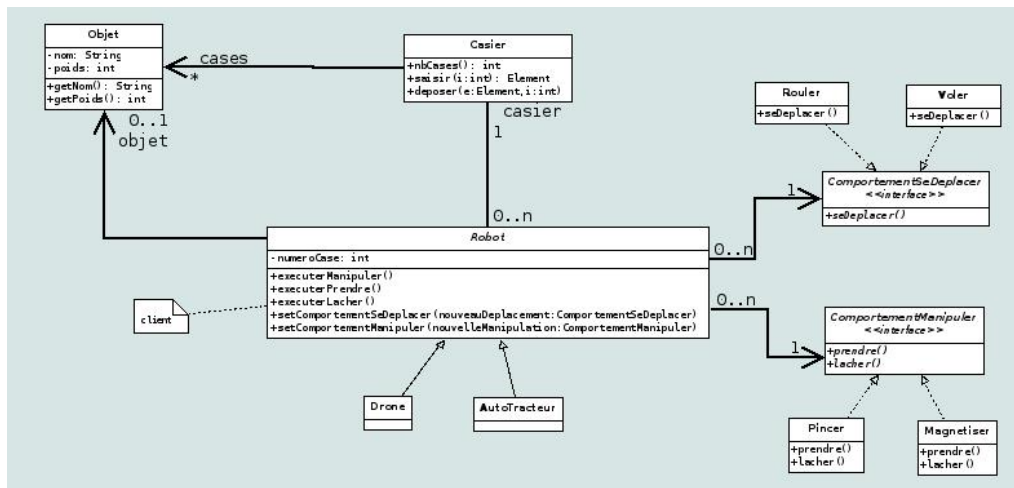 Objet
-nom: String
-poids: int
+getNom(): String
+getPoids(): int
cases
*
Casier
+nbCases(): int
+saisir(i:int): Element
+deposer(e:Element,i:int)
casier
1
0..1
objet
Rouler
+seDeplacer()
Voler
+seDeplacer()
ComportementSeDeplacer
<<interface>>
+seDeplacer()
1
0..n
0..n
Robot
-numeroCase: int
+executerManipuler()
+executerPrendre()
+executerLacher()
+setComportementSeDeplacer(nouveauDeplacement:ComportementSeDeplacer)
+setComportementManipuler(nouvelleManipulation:ComportementManipuler)
client
0..n
1
ComportementManipuler
<<interface>>
+prendre()
+lacher()
Drone
AutoTracteur
Pincer
+prendre()
+lacher()
Magnetiser
+prendre()
+lacher()